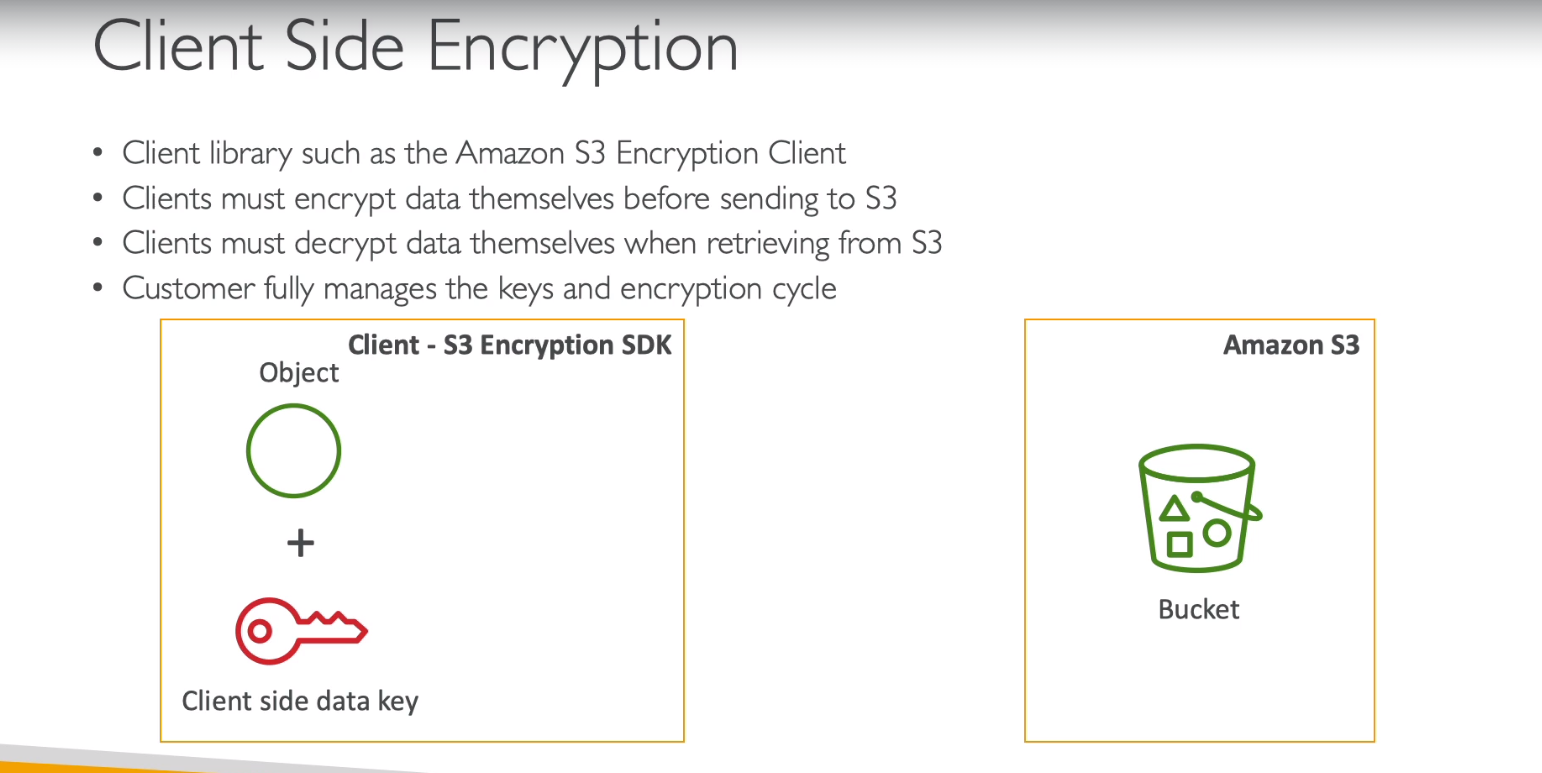 Client Side Encryption
• Client library such as the Amazon S3 Encryption Client
• Clients must encrypt data themselves before sending to S3
• Clients must decrypt data themselves when retrieving from S3
• Customer fully manages the keys and encryption cycle
Client - S3 Encryption SDK
Object
+
Client side data key
Amazon S3
Bucket